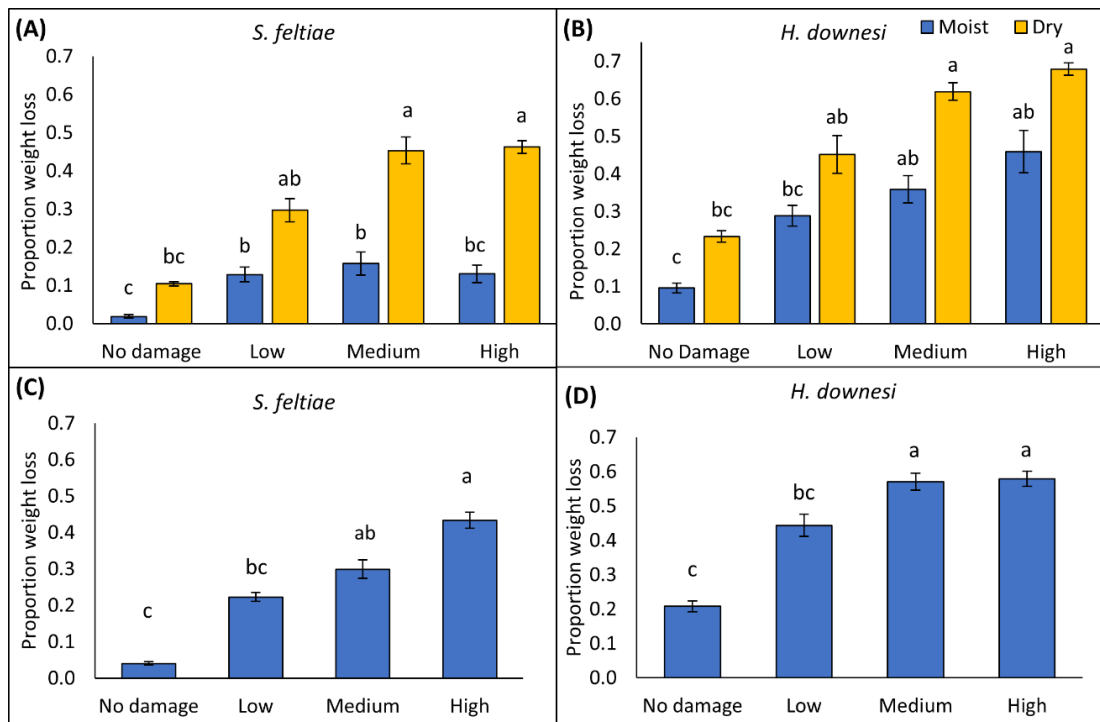 (A)
S. feltiae
Proportion weight loss
0.7
0.6
0.5
0.4
0.3
0.2
0.1
0.0
c
bc
b
ab
b
a
bc
a
No damage Low Medium High
(B)
H. downesi
Moist Dry
Proportion weight loss
0.7
0.6
0.5
0.4
0.3
0.2
0.1
0.0
c
bc
bc
ab
ab
a
ab
a
No Damage Low Medium High
(C)
S. feltiae
Proportion weight loss
0.7
0.6
0.5
0.4
0.3
0.2
0.1
0.0
c
bc
ab
a
No damage Low Medium High
(D)
H. downesi
Proportion weight loss
0.7
0.6
0.5
0.4
0.3
0.2
0.1
0.0
c
bc
a
a
No damage Low Medium High